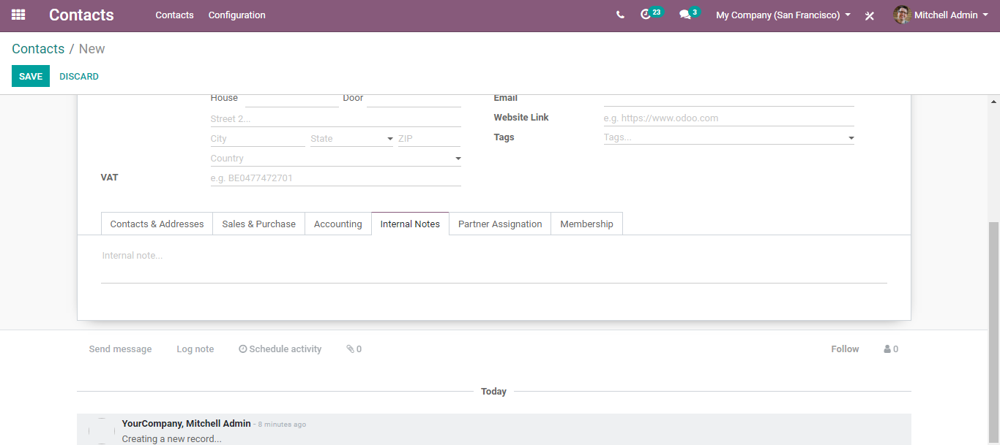 Contacts Contacts Configuration 23 3 My Company (San Francisco) Mitchell Admin
Contacts / New
SAVE DISCARD
House Door Email
Street 2... Website Link e.g. https://www.odoo.com
City State ZIP Tags Tags...
Country
VAT e.g. BE0477472701
Contacts & Addresses Sales & Purchase Accounting Internal Notes Partner Assignation Membership
Internal note...
Send message Log note Schedule activity 0 Follow 0
Today
YourCompany, Mitchell Admin - 8 minutes ago
Creating a new record...